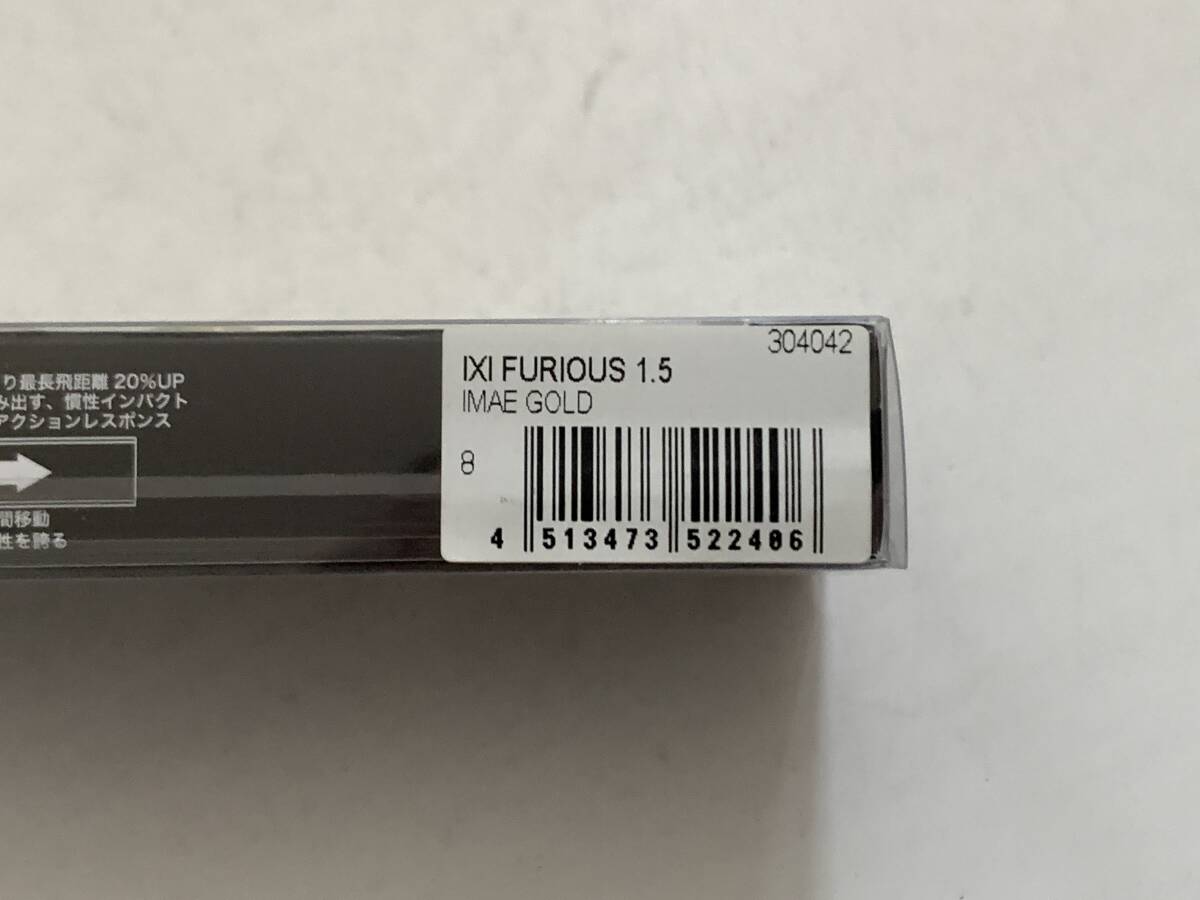 り最長飛距離 20%UP
み出す、慣性インパクト
アクションレスポンス
間移動
性を誇る
304042
IXI FURIOUS 1.5
IMAE GOLD
8
4 513473 522406